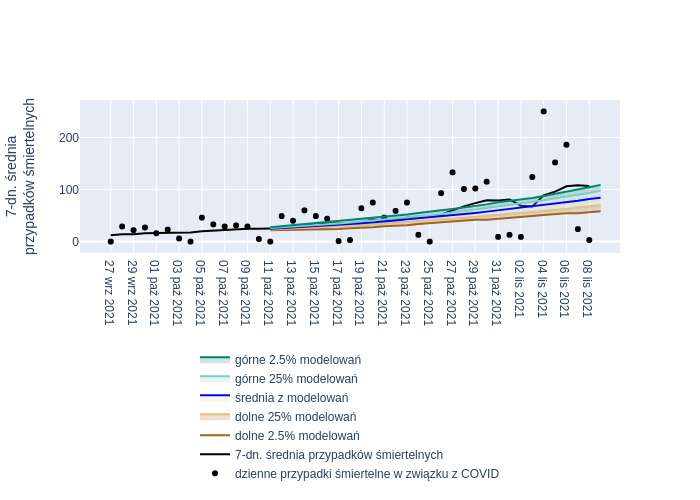 7-dn. średnia
przypadków śmiertelnych
200
100
0
27 wrz 2021
29 wrz 2021
01 paź 2021
03 paź 2021
05 paź 2021
07 paź 2021
09 paź 2021
11 paź 2021
13 paź 2021
15 paź 2021
17 paź 2021
19 paź 2021
21 paź 2021
23 paź 2021
25 paź 2021
27 paź 2021
29 paź 2021
31 paź 2021
02 lis 2021
04 lis 2021
06 lis 2021
08 lis 2021
górne 2.5% modelowań
górne 25% modelowań
średnia z modelowań
dolne 25% modelowań
dolne 2.5% modelowań
7-dn. średnia przypadków śmiertelnych
dzienne przypadki śmiertelne w związku z COVID